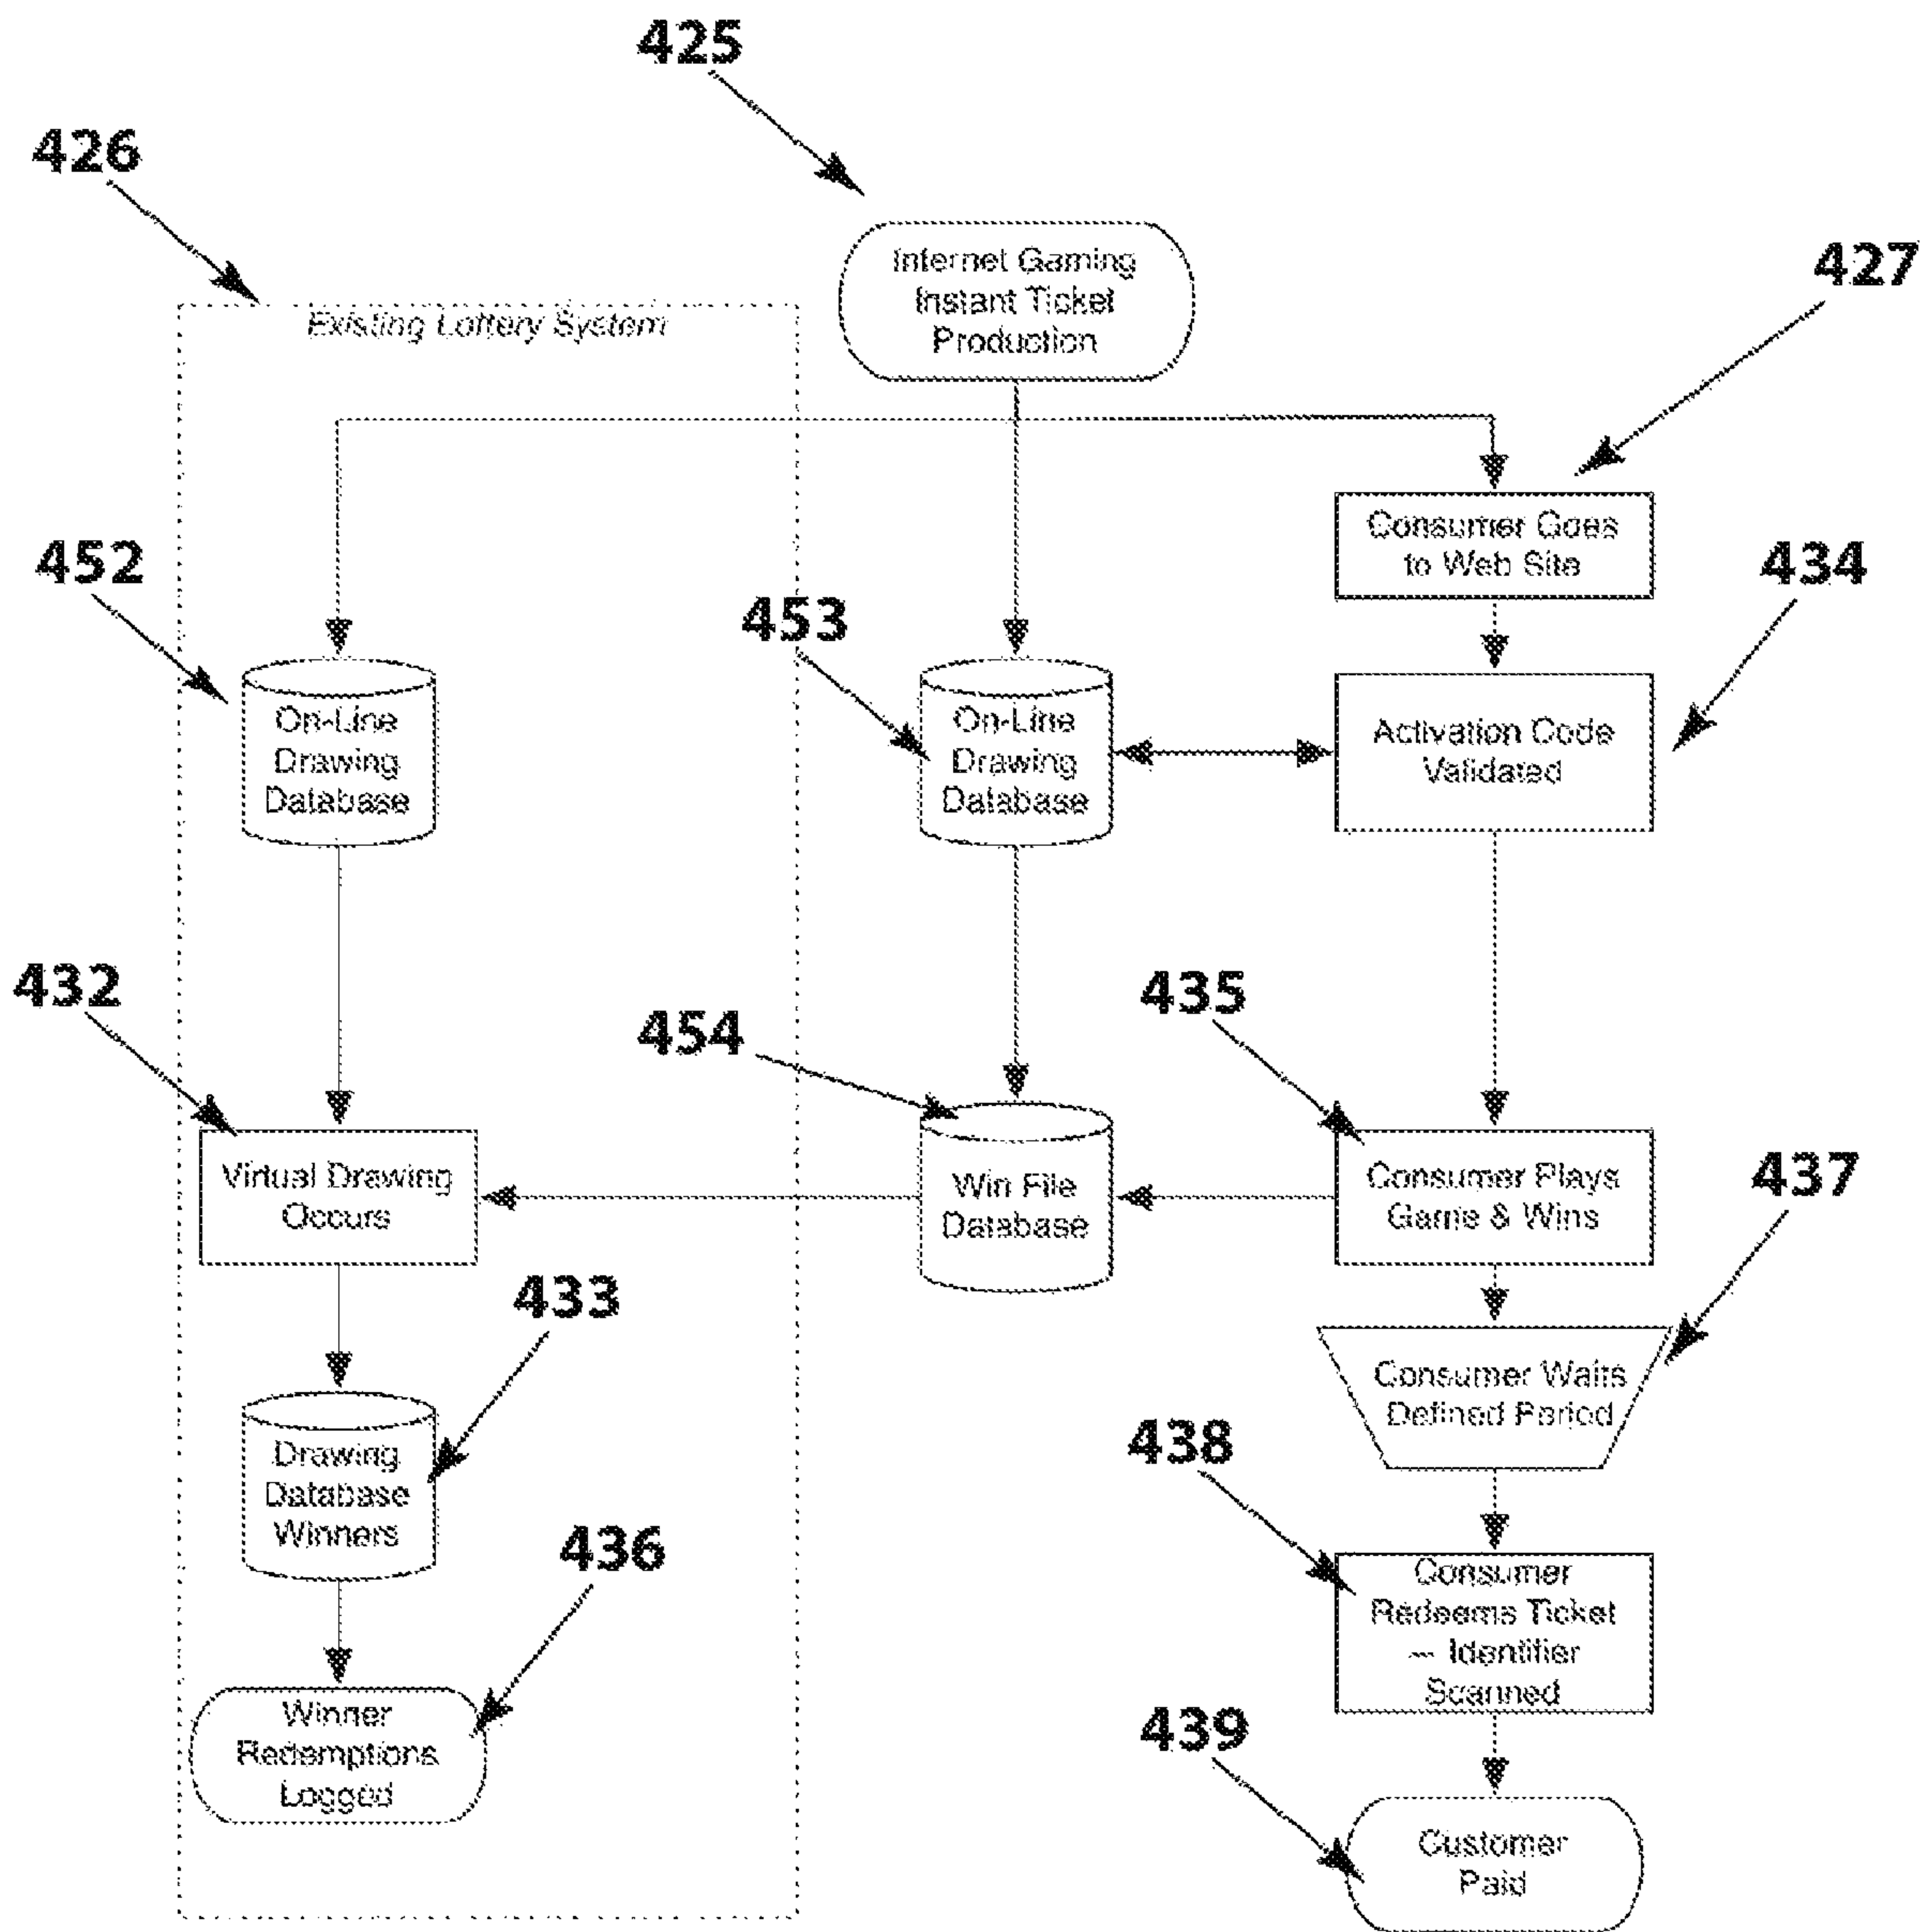 425
426
Internet Gaming
Instant Ticket
Production
427
Existing Lottery System
Consumer Goes
to Web Site
452
434
453
On-Line
Drawing
Database
On-Line
Drawing
Database
Activation Code
Validated
432
435
454
Virtual Drawing
Occurs
Win File
Database
Consumer Plays
Game & Wins
437
433
Consumer Waits
Defined Period
438
Drawing
Database
Winners
436
Consumer
Redeems Ticket
– Identifier
Scanned
Winner
Redemptions
Logged
439
Customer
Paid